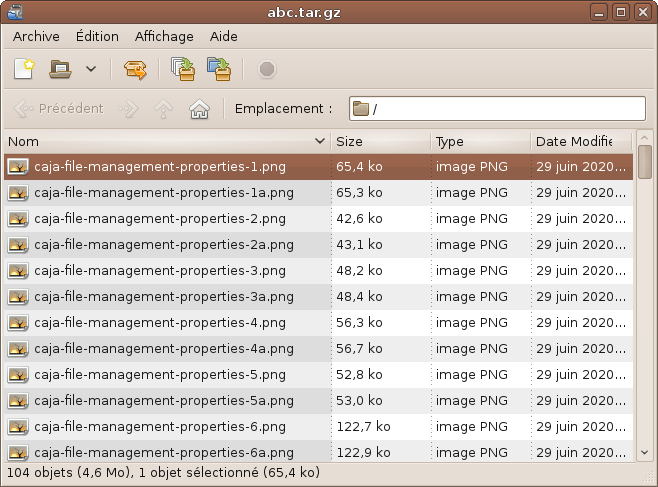 abc.tar.gz
Archive Édition Affichage Aide
Précédent Emplacement : /
Nom Size Type Date Modifie
caja-file-management-properties-1.png 65,4 ko image PNG 29 juin 2020...
caja-file-management-properties-1a.png 65,3 ko image PNG 29 juin 2020...
caja-file-management-properties-2.png 42,6 ko image PNG 29 juin 2020...
caja-file-management-properties-2a.png 43,1 ko image PNG 29 juin 2020...
caja-file-management-properties-3.png 48,2 ko image PNG 29 juin 2020...
caja-file-management-properties-3a.png 48,4 ko image PNG 29 juin 2020...
caja-file-management-properties-4.png 56,3 ko image PNG 29 juin 2020...
caja-file-management-properties-4a.png 56,7 ko image PNG 29 juin 2020...
caja-file-management-properties-5.png 52,8 ko image PNG 29 juin 2020...
caja-file-management-properties-5a.png 53,0 ko image PNG 29 juin 2020...
caja-file-management-properties-6.png 122,7 ko image PNG 29 juin 2020...
caja-file-management-properties-6a.png 122,9 ko image PNG 29 juin 2020...
104 objets (4,6 Mo), 1 objet sélectionné (65,4 ko)